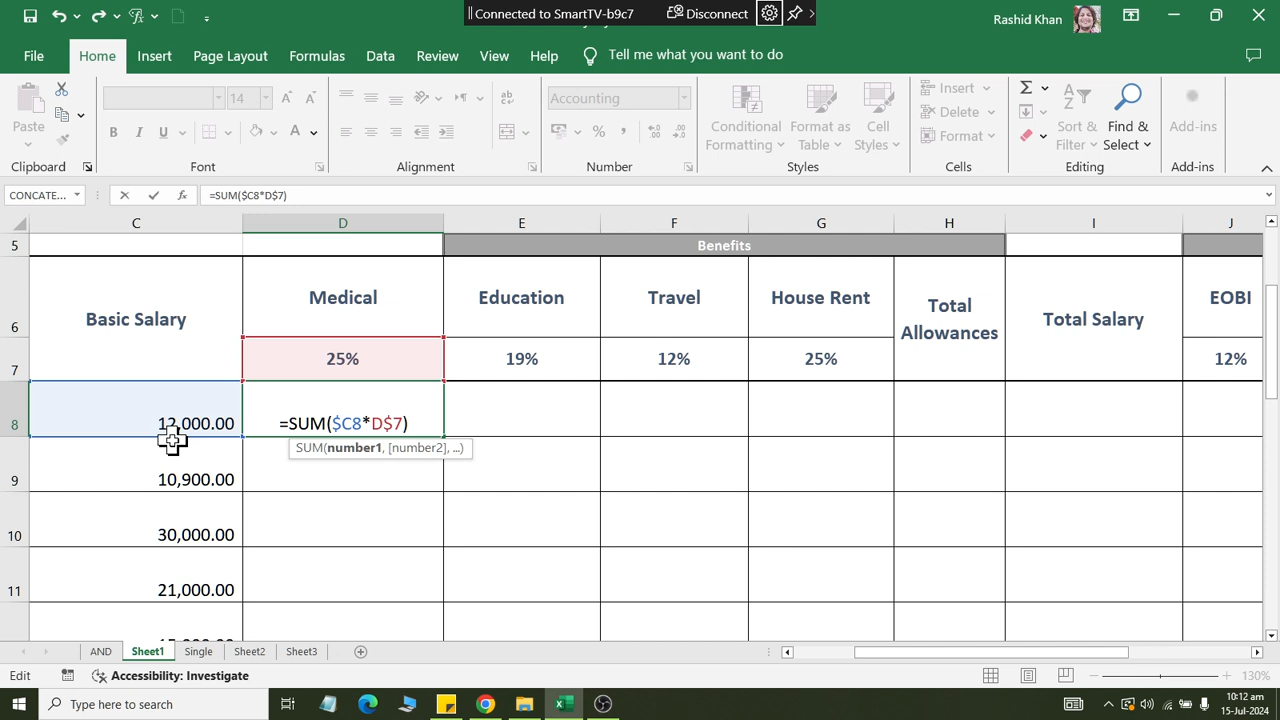 Connected to SmartTV-b9c7 Disconnect
Rashid Khan
File Home Insert Page Layout Formulas Data Review View Help Tell me what you want to do
Paste
14
B I U A
Accounting
Conditional Formatting
Format as Table
Cell Styles
Insert
Delete
Format
Sort & Filter
Find & Select
Add-ins
Clipboard Font Alignment Number Styles Cells Editing Add-ins
CONCATE... fx =SUM($C8*D$7)
C D E F G H I J
5 Benefits
6 Basic Salary Medical Education Travel House Rent Total Allowances Total Salary EOBI
7 25% 19% 12% 25% 12%
8 12,000.00 =SUM($C8*D$7)
SUM(number1, [number2], ...)
9 10,900.00
10 30,000.00
11 21,000.00
AND Sheet1 Single Sheet2 Sheet3
Edit Accessibility: Investigate 130%
Type here to search
10:12 am
15-Jul-2024